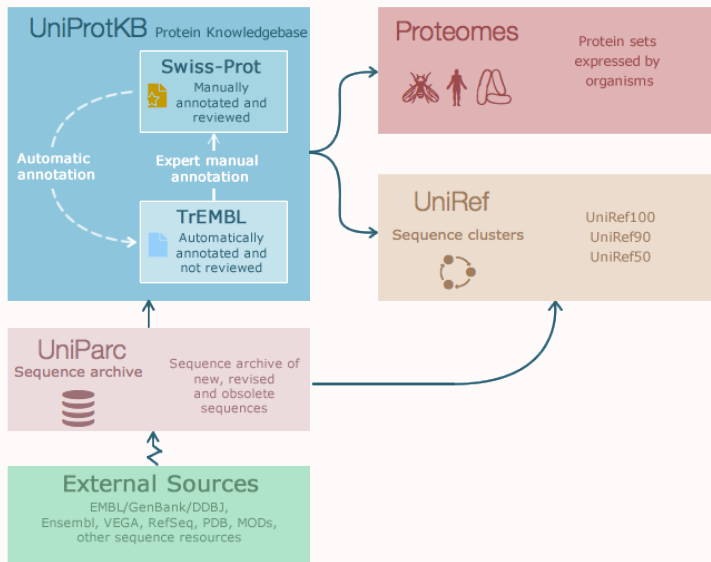 UniProtKB Protein Knowledgebase
Swiss-Prot
Manually
annotated and
reviewed
Automatic
annotation
Expert manual
annotation
TrEMBL
Automatically
annotated and
not reviewed
Proteomes
Protein sets
expressed by
organisms
UniRef
Sequence clusters
UniRef100
UniRef90
UniRef50
UniParc
Sequence archive
Sequence archive of
new, revised
and obsolete
sequences
External Sources
EMBL/GenBank/DDBJ,
Ensembl, VEGA, RefSeq, PDB, MODs,
other sequence resources